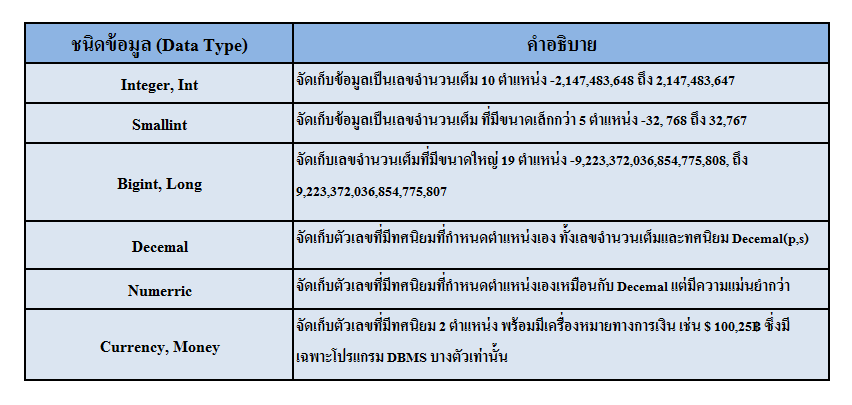 ชนิดข้อมูล (Data Type)
คำอธิบาย
Integer, Int
จัดเก็บข้อมูลเป็นเลขจำนวนเต็ม 10 ตำแหน่ง -2,147,483,648 ถึง 2,147,483,647
Smallint
จัดเก็บข้อมูลเป็นเลขจำนวนเต็ม ที่มีขนาดเล็กกว่า 5 ตำแหน่ง -32, 768 ถึง 32,767
Bigint, Long
จัดเก็บเลขจำนวนเต็มที่มีขนาดใหญ่ 19 ตำแหน่ง -9,223,372,036,854,775,808, ถึง
9,223,372,036,854,775,807
Decemal
จัดเก็บตัวเลขที่มีทศนิยมที่กำหนดตำแหน่งเอง ทั้งเลขจำนวนเต็มและทศนิยม Decemal(p,s)
Numerric
จัดเก็บตัวเลขที่มีทศนิยมที่กำหนดตำแหน่งเองเหมือนกับ Decemal แต่มีความแม่นยำกว่า
Currency, Money
จัดเก็บตัวเลขที่มีทศนิยม 2 ตำแหน่ง พร้อมมีเครื่องหมายทางการเงิน เช่น $ 100,25฿ ซึ่งมี
เฉพาะโปรแกรม DBMS บางตัวเท่านั้น